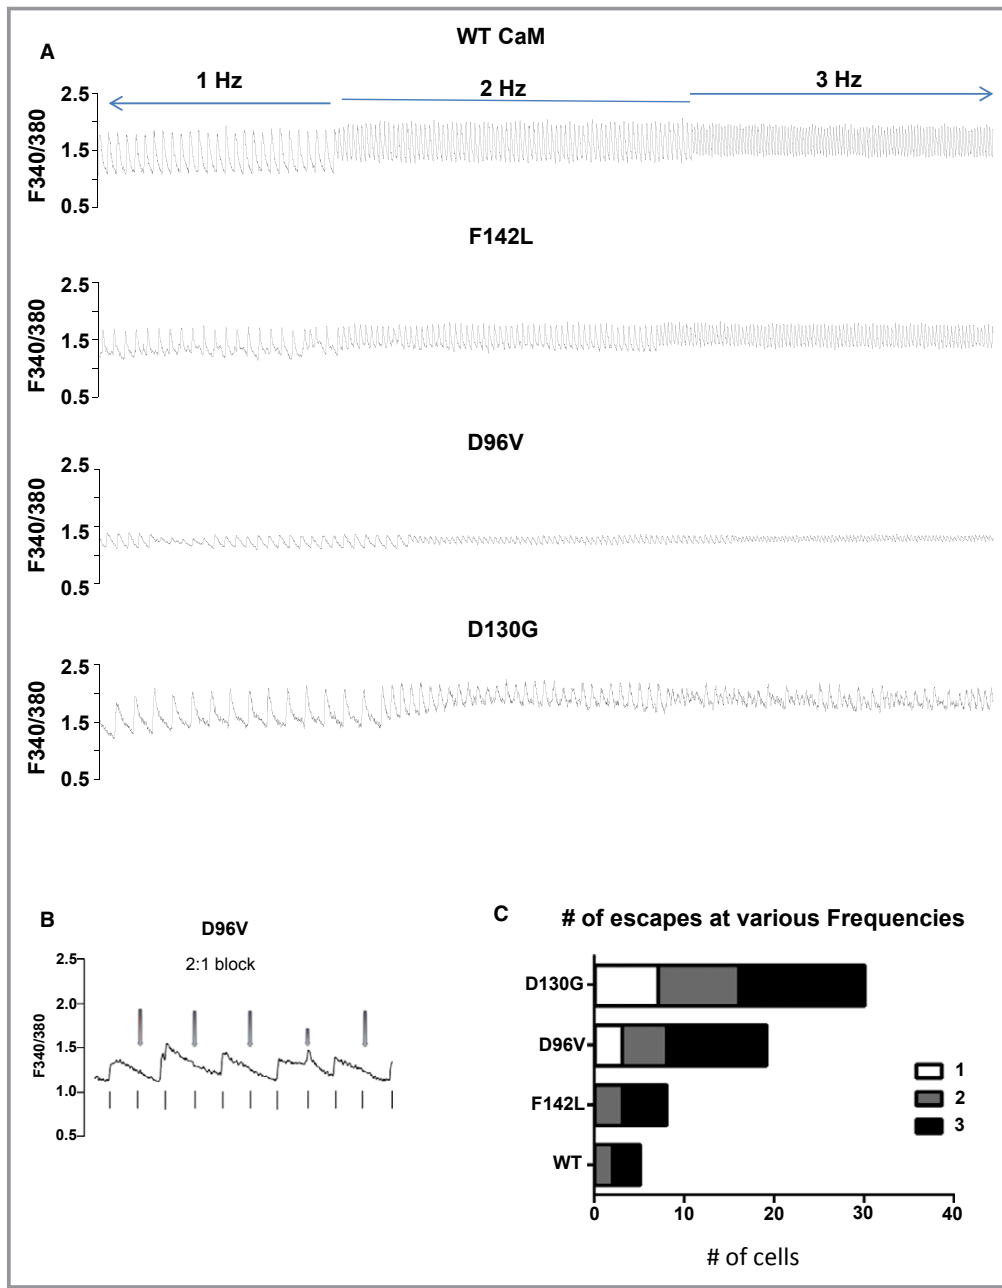 A
WT CaM
1 Hz
2 Hz
3 Hz
F340/380
2.5
1.5
0.5
F142L
F340/380
2.5
1.5
0.5
D96V
F340/380
2.5
1.5
0.5
D130G
F340/380
2.5
1.5
0.5
B
D96V
2:1 block
F340/380
2.5
2.0
1.5
1.0
0.5
C
# of escapes at various Frequencies
D130G
D96V
F142L
WT
1
2
3
0 10 20 30 40
# of cells